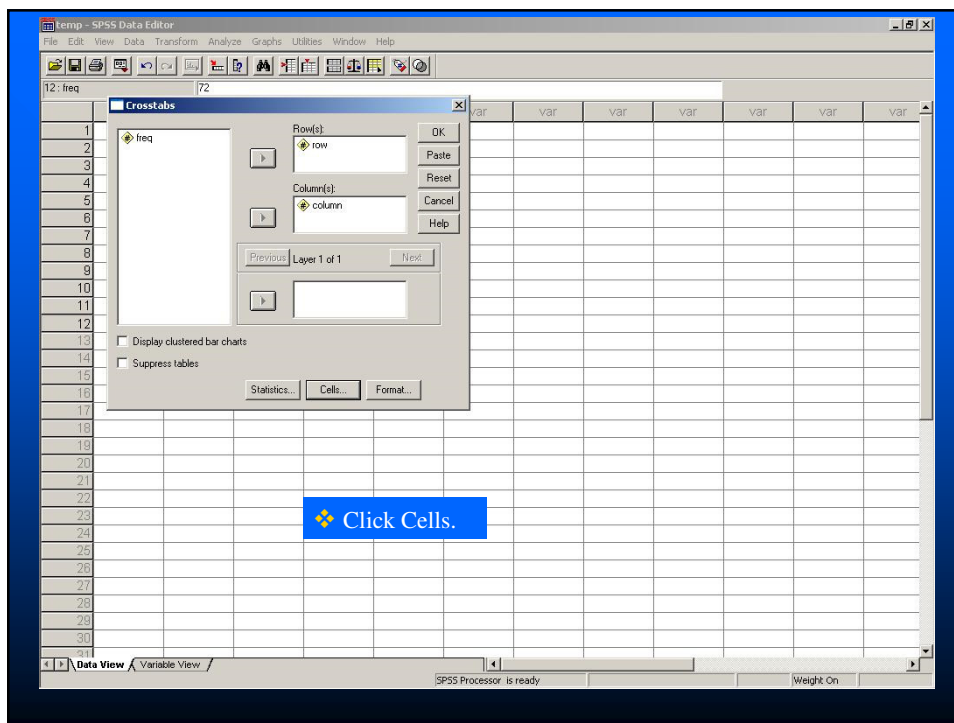 temp - SPSS Data Editor
File Edit View Data Transform Analyze Graphs Utilities Window Help
12 : freq 72
Crosstabs
var var var var var var var
freq
Row(s):
row
OK
Paste
Reset
Cancel
Help
Column(s):
column
Previous Layer 1 of 1 Next
Display clustered bar charts
Suppress tables
Statistics... Cells... Format...
1
2
3
4
5
6
7
8
9
10
11
12
13
14
15
16
17
18
19
20
21
22
23
24
25
26
27
28
29
30
31
Click Cells.
Data View Variable View
SPSS Processor is ready Weight On